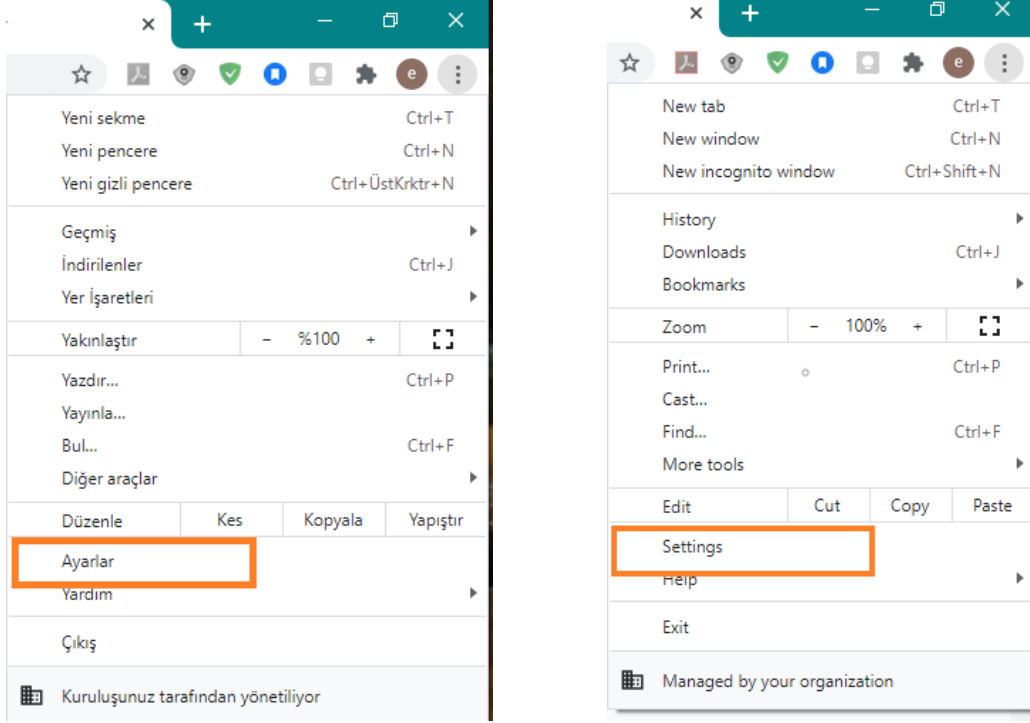 e
Yeni sekme Ctrl+T
Yeni pencere Ctrl+N
Yeni gizli pencere Ctrl+ÜstKrktr+N
Geçmiş
İndirilenler Ctrl+J
Yer İşaretleri
Yakınlaştır − %100 +
Yazdır... Ctrl+P
Yayınla...
Bul... Ctrl+F
Diğer araçlar
Düzenle Kes Kopyala Yapıştır
Ayarlar
Yardım
Çıkış
Kuruluşunuz tarafından yönetiliyor
e
New tab Ctrl+T
New window Ctrl+N
New incognito window Ctrl+Shift+N
History
Downloads Ctrl+J
Bookmarks
Zoom − 100% +
Print... Ctrl+P
Cast...
Find... Ctrl+F
More tools
Edit Cut Copy Paste
Settings
Help
Exit
Managed by your organization